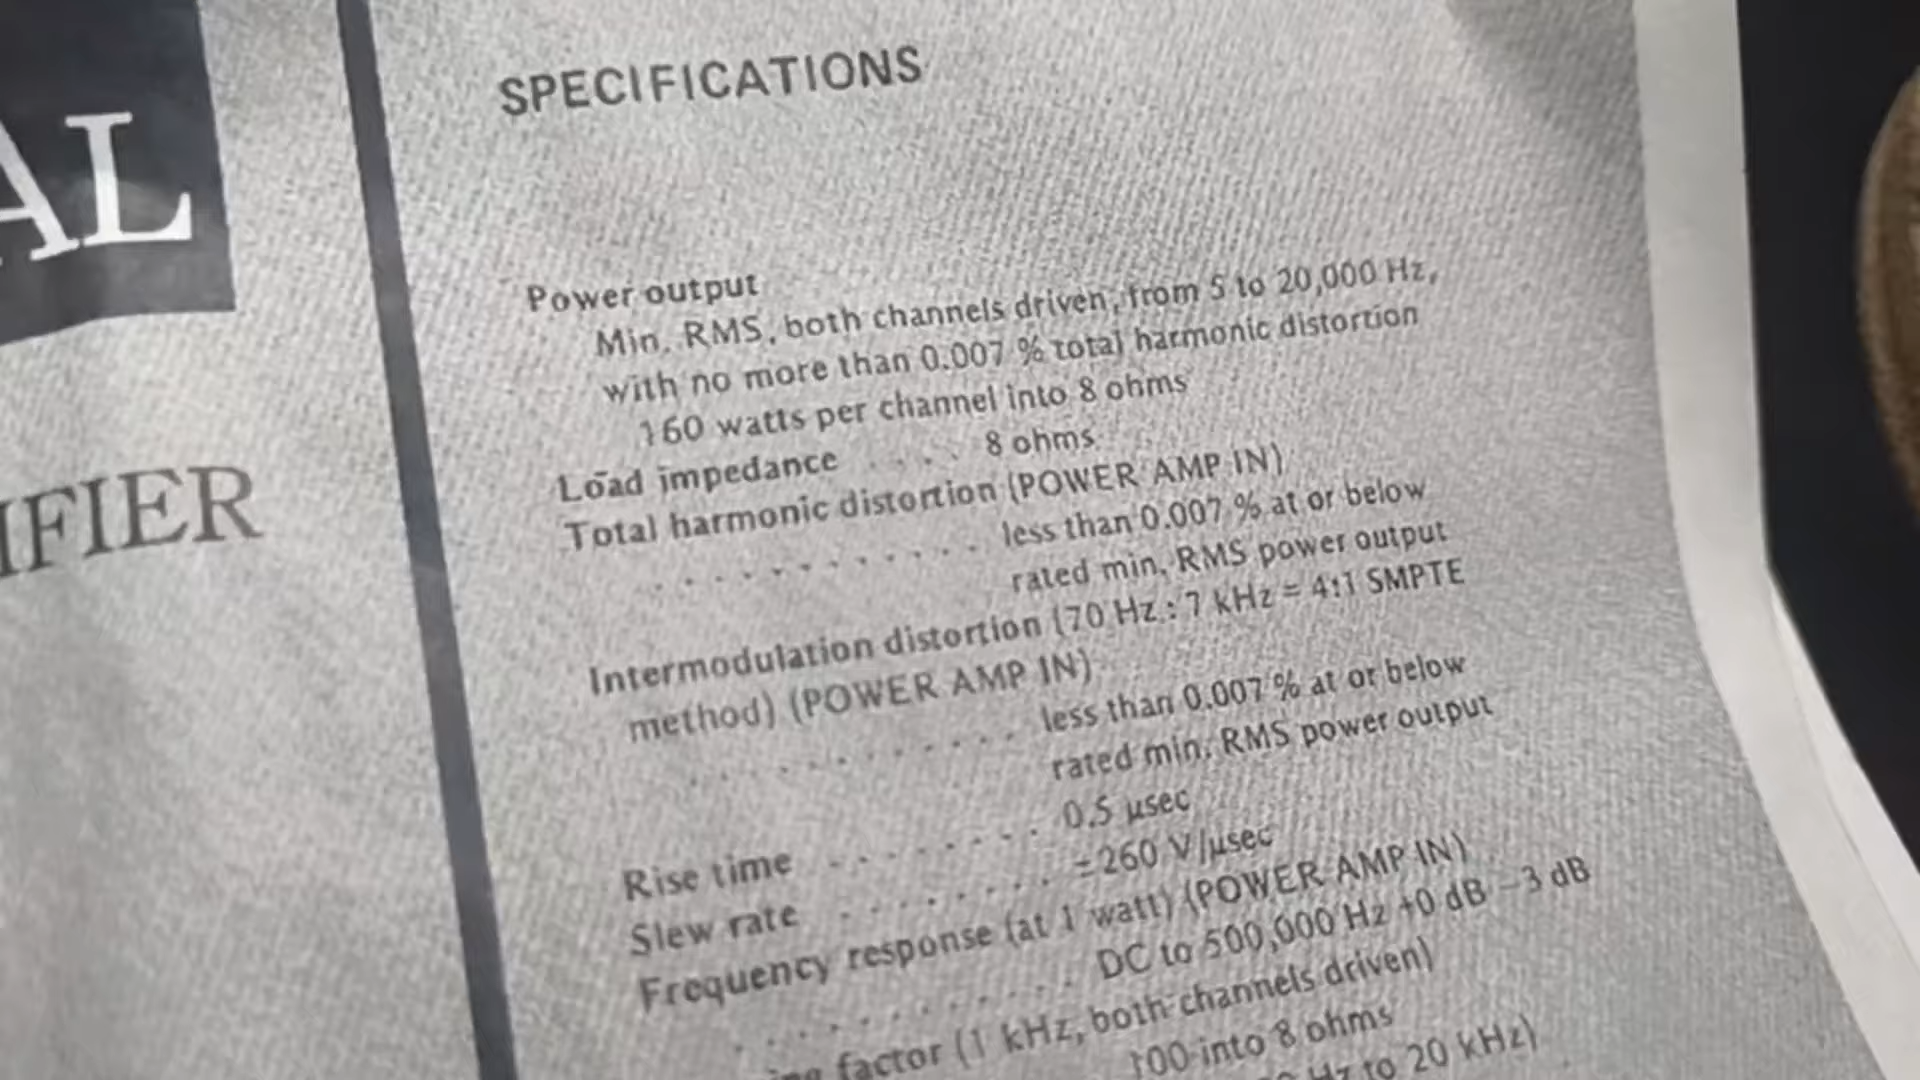 AL
IFIER
SPECIFICATIONS
Power output
Min. RMS, both channels driven, from 5 to 20,000 Hz,
with no more than 0.007 % total harmonic distortion
160 watts per channel into 8 ohms
Load impedance . . . . 8 ohms
Total harmonic distortion (POWER AMP IN)
. . . . . . . . . . . . less than 0.007 % at or below
rated min. RMS power output
Intermodulation distortion (70 Hz : 7 kHz = 4:1 SMPTE
method) (POWER AMP IN)
. . . . . . . . . . . . less than 0.007 % at or below
rated min. RMS power output
Rise time . . . . . . . . 0.5 μsec
Slew rate . . . . . . . . 260 V/μsec
Frequency response (at 1 watt) (POWER AMP IN)
. . . . . . . . . . . . DC to 500,000 Hz +0 dB −3 dB
factor (1 kHz, both channels driven)
100 into 8 ohms
Hz to 20 kHz)